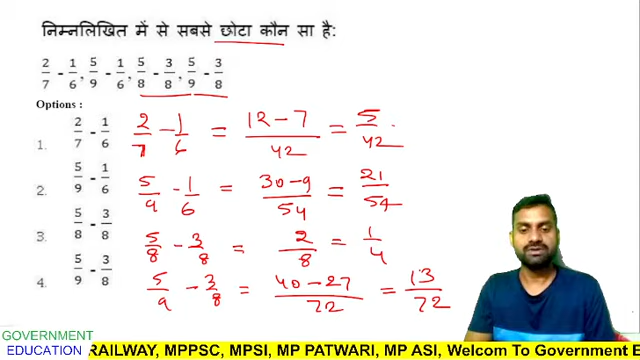 निम्नलिखित में से सबसे छोटा कौन सा है:
2/7 - 1/6, 5/9 - 1/6, 5/8 - 3/8, 5/9 - 3/8
Options :
1. 2/7 - 1/6
2/7 - 1/6 = (12 - 7)/42 = 5/42
2. 5/9 - 1/6
5/9 - 1/6 = (30 - 9)/54 = 21/54
3. 5/8 - 3/8
5/8 - 3/8 = 2/8 = 1/4
4. 5/9 - 3/8
5/9 - 3/8 = (40 - 27)/72 = 13/72
GOVERNMENT
EDUCATION
RAILWAY, MPPSC, MPSI, MP PATWARI, MP ASI, Welcome To Government E